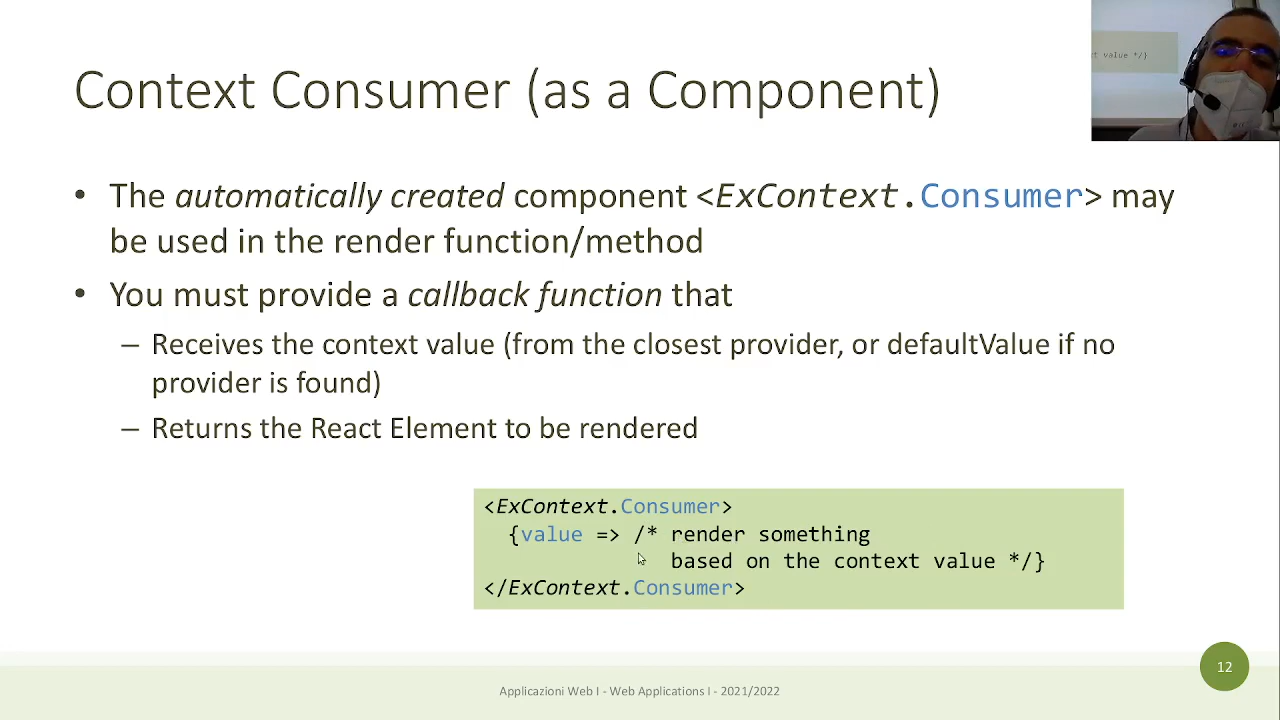 Context Consumer (as a Component)
t value */}
• The automatically created component <ExContext.Consumer> may
be used in the render function/method
• You must provide a callback function that
– Receives the context value (from the closest provider, or defaultValue if no
provider is found)
– Returns the React Element to be rendered
<ExContext.Consumer>
{value => /* render something
based on the context value */}
</ExContext.Consumer>
12
Applicazioni Web I - Web Applications I - 2021/2022